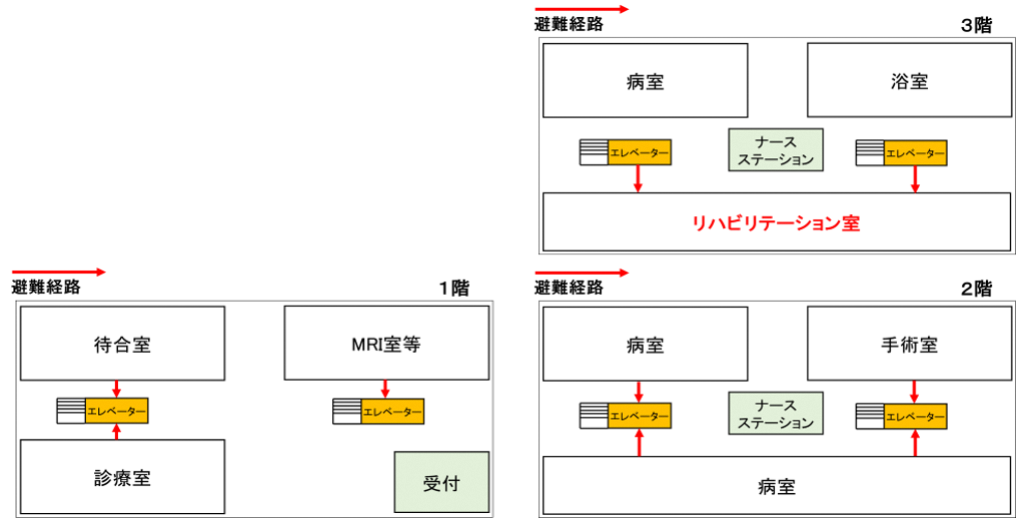 避難経路
3階
病室
浴室
エレベーター
ナース
ステーション
エレベーター
リハビリテーション室
避難経路
1階
待合室
MRI室等
エレベーター
エレベーター
診療室
受付
避難経路
2階
病室
手術室
エレベーター
ナース
ステーション
エレベーター
病室